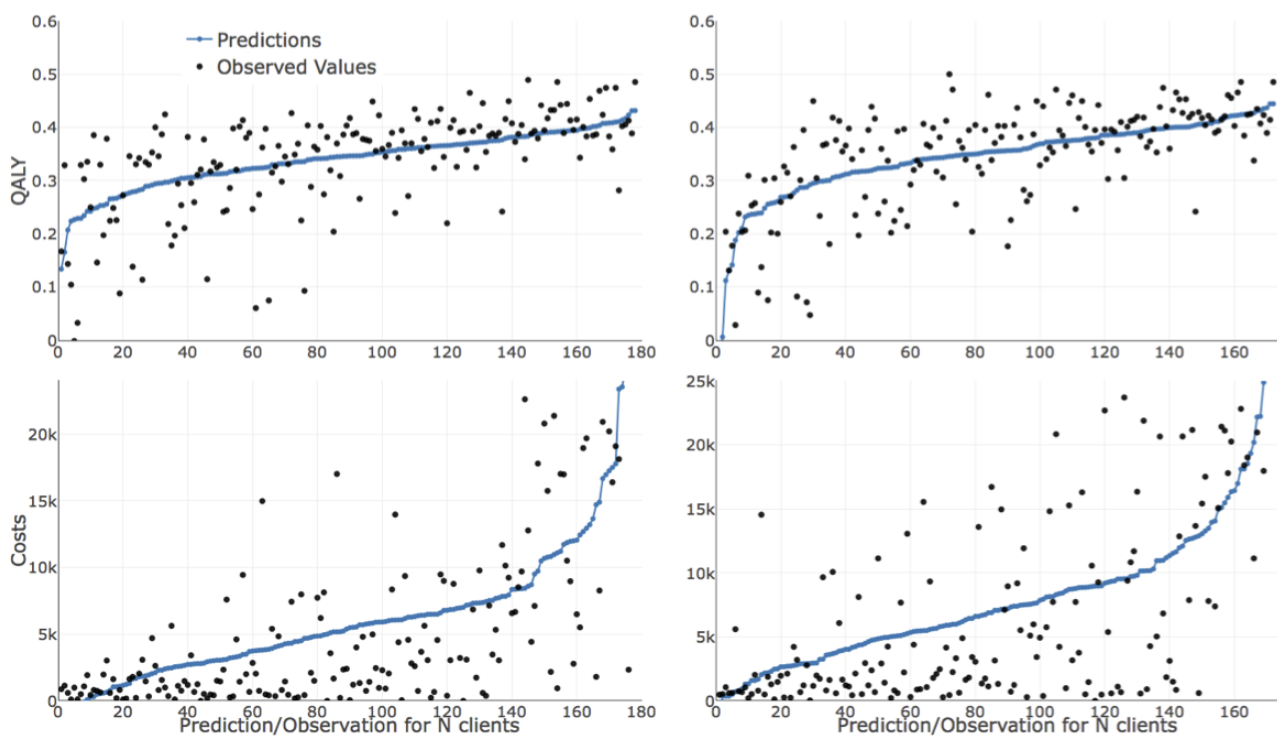 0.6
Predictions
Observed Values
0.5
0.4
QALY
0.3
0.2
0.1
0
0 20 40 60 80 100 120 140 160 180
0.6
0.5
0.4
0.3
0.2
0.1
0
0 20 40 60 80 100 120 140 160
20k
15k
Costs
10k
5k
0
0 20 40 60 80 100 120 140 160 180
Prediction/Observation for N clients
25k
20k
15k
10k
5k
0
0 20 40 60 80 100 120 140 160
Prediction/Observation for N clients